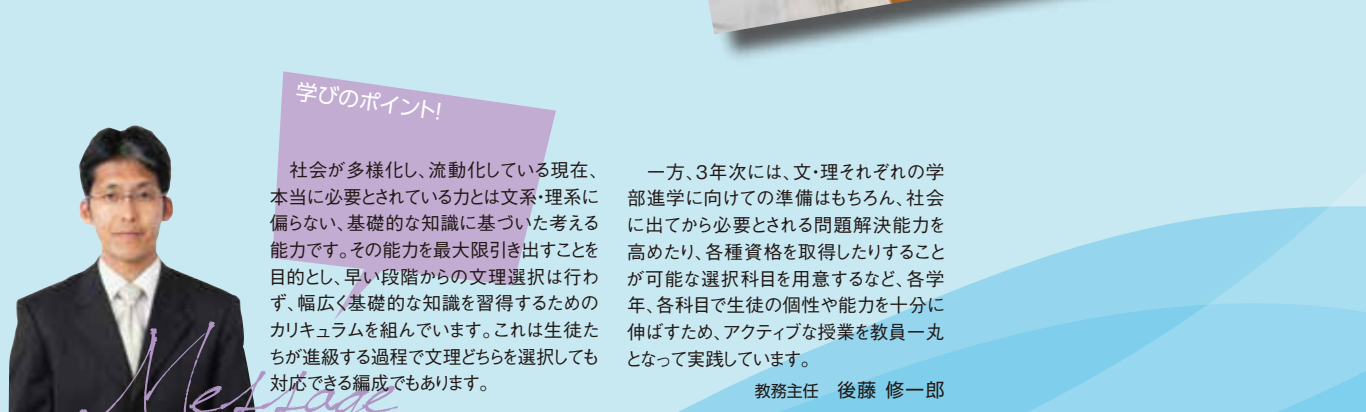 学びのポイント!
　社会が多様化し、流動化している現在、
本当に必要とされている力とは文系・理系に
偏らない、基礎的な知識に基づいた考える
能力です。その能力を最大限引き出すことを
目的とし、早い段階からの文理選択は行わ
ず、幅広く基礎的な知識を習得するための
カリキュラムを組んでいます。これは生徒た
ちが進級する過程で文理どちらを選択しても
対応できる編成でもあります。
　一方、3年次には、文・理それぞれの学
部進学に向けての準備はもちろん、社会
に出てから必要とされる問題解決能力を
高めたり、各種資格を取得したりすること
が可能な選択科目を用意するなど、各学
年、各科目で生徒の個性や能力を十分に
伸ばすため、アクティブな授業を教員一丸
となって実践しています。
教務主任　後藤 修一郎
Message